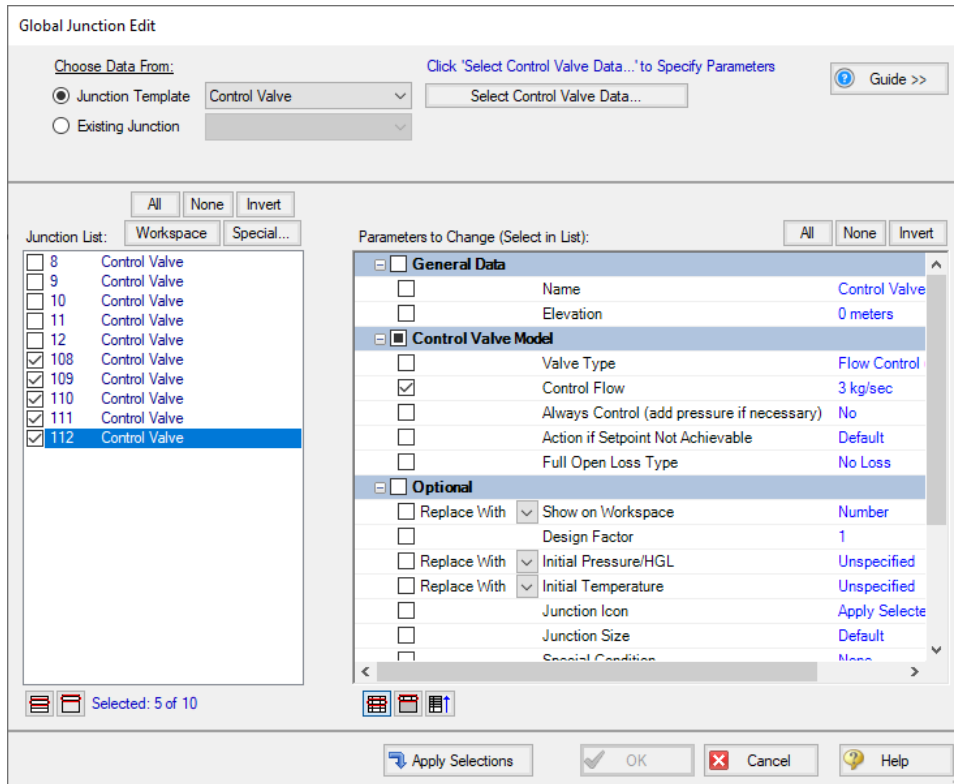 Global Junction Edit
Choose Data From:
Click 'Select Control Valve Data...' to Specify Parameters
Guide >>
Junction Template
Control Valve
Select Control Valve Data...
Existing Junction
All
None
Invert
Junction List:
Workspace
Special...
Parameters to Change (Select in List):
All
None
Invert
8 Control Valve
9 Control Valve
10 Control Valve
11 Control Valve
12 Control Valve
108 Control Valve
109 Control Valve
110 Control Valve
111 Control Valve
112 Control Valve
General Data
Name Control Valve
Elevation 0 meters
Control Valve Model
Valve Type Flow Control
Control Flow 3 kg/sec
Always Control (add pressure if necessary) No
Action if Setpoint Not Achievable Default
Full Open Loss Type No Loss
Optional
Replace With Show on Workspace Number
Design Factor 1
Replace With Initial Pressure/HGL Unspecified
Replace With Initial Temperature Unspecified
Junction Icon Apply Selecte
Junction Size Default
Special Condition None
Selected: 5 of 10
Apply Selections
OK
Cancel
Help